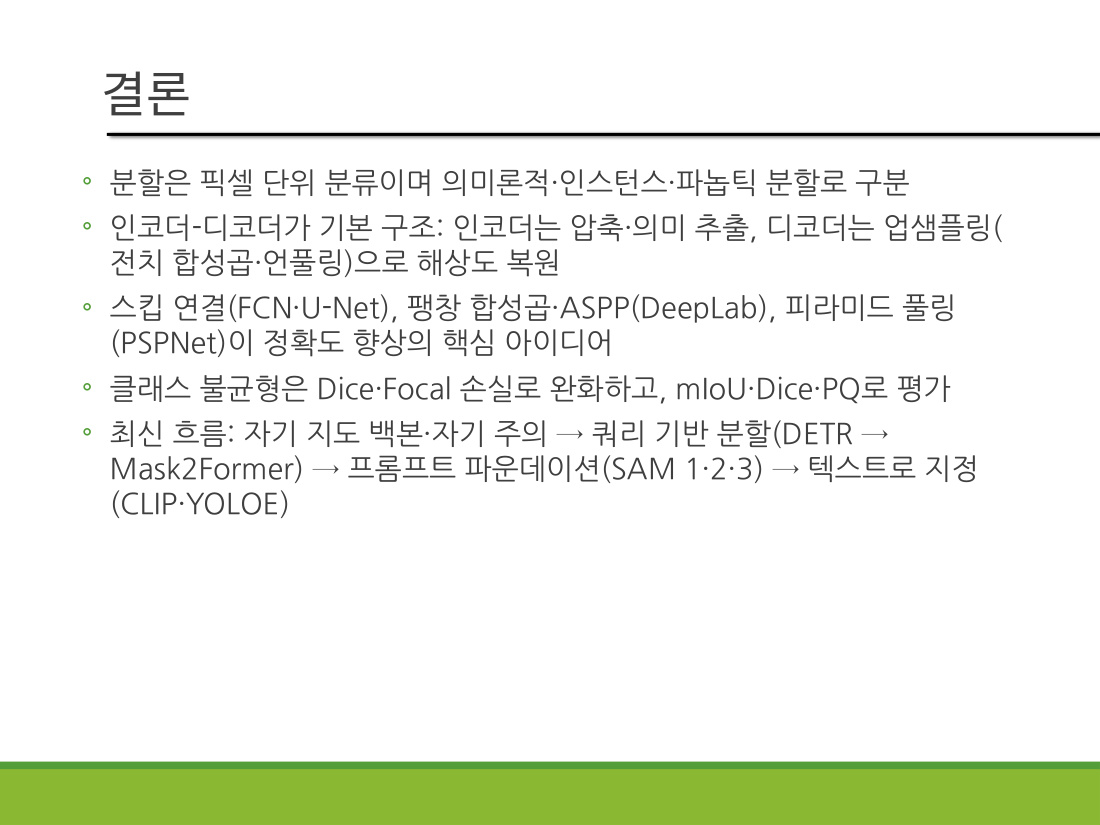 결론
◦ 분할은 픽셀 단위 분류이며 의미론적·인스턴스·파놉틱 분할로 구분
◦ 인코더-디코더가 기본 구조: 인코더는 압축·의미 추출, 디코더는 업샘플링(
전치 합성곱·언풀링)으로 해상도 복원
◦ 스킵 연결(FCN·U-Net), 팽창 합성곱·ASPP(DeepLab), 피라미드 풀링
(PSPNet)이 정확도 향상의 핵심 아이디어
◦ 클래스 불균형은 Dice·Focal 손실로 완화하고, mIoU·Dice·PQ로 평가
◦ 최신 흐름: 자기 지도 백본·자기 주의 → 쿼리 기반 분할(DETR →
Mask2Former) → 프롬프트 파운데이션(SAM 1·2·3) → 텍스트로 지정
(CLIP·YOLOE)